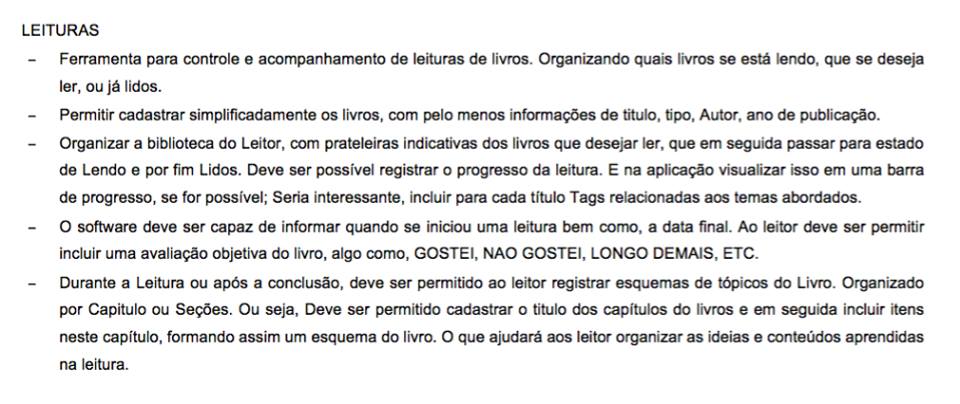 LEITURAS
– Ferramenta para controle e acompanhamento de leituras de livros. Organizando quais livros se está lendo, que se deseja
ler, ou já lidos.
– Permitir cadastrar simplificadamente os livros, com pelo menos informações de titulo, tipo, Autor, ano de publicação.
– Organizar a biblioteca do Leitor, com prateleiras indicativas dos livros que desejar ler, que em seguida passar para estado
de Lendo e por fim Lidos. Deve ser possível registrar o progresso da leitura. E na aplicação visualizar isso em uma barra
de progresso, se for possível; Seria interessante, incluir para cada título Tags relacionadas aos temas abordados.
– O software deve ser capaz de informar quando se iniciou uma leitura bem como, a data final. Ao leitor deve ser permitir
incluir uma avaliação objetiva do livro, algo como, GOSTEI, NAO GOSTEI, LONGO DEMAIS, ETC.
– Durante a Leitura ou após a conclusão, deve ser permitido ao leitor registrar esquemas de tópicos do Livro. Organizado
por Capitulo ou Seções. Ou seja, Deve ser permitido cadastrar o titulo dos capítulos do livros e em seguida incluir itens
neste capítulo, formando assim um esquema do livro. O que ajudará aos leitor organizar as ideias e conteúdos aprendidas
na leitura.